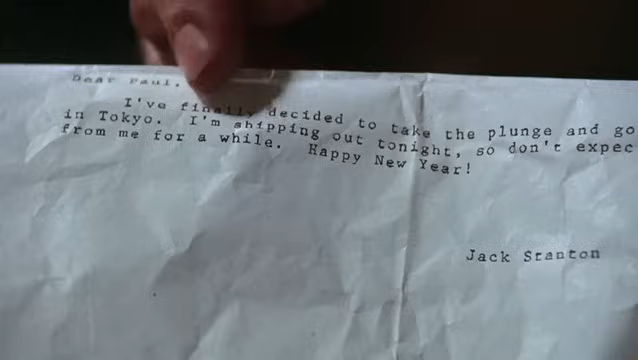 Dear Paul,
I've finally decided to take the plunge and go
in Tokyo. I'm shipping out tonight, so don't expec
from me for a while. Happy New Year!
Jack Stanton